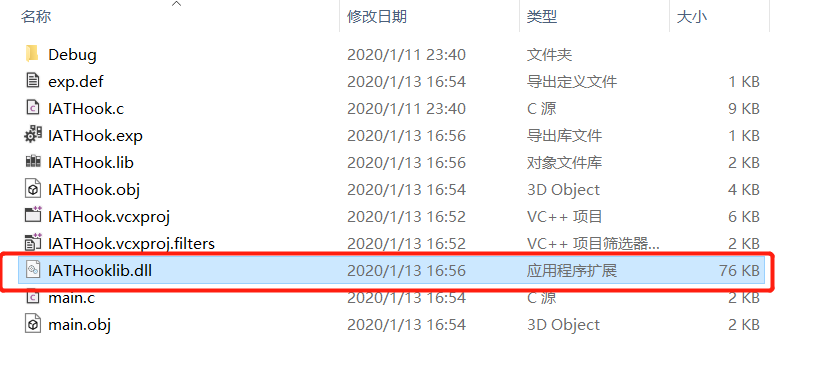 名称 修改日期 类型 大小
Debug 2020/1/11 23:40 文件夹
exp.def 2020/1/13 16:54 导出定义文件 1 KB
IATHook.c 2020/1/11 23:40 C 源 9 KB
IATHook.exp 2020/1/13 16:56 导出库文件 1 KB
IATHook.lib 2020/1/13 16:56 对象文件库 2 KB
IATHook.obj 2020/1/13 16:54 3D Object 4 KB
IATHook.vcxproj 2020/1/13 16:52 VC++ 项目 6 KB
IATHook.vcxproj.filters 2020/1/13 16:52 VC++ 项目筛选器... 2 KB
IATHooklib.dll 2020/1/13 16:56 应用程序扩展 76 KB
main.c 2020/1/13 16:54 C 源 2 KB
main.obj 2020/1/13 16:54 3D Object 2 KB